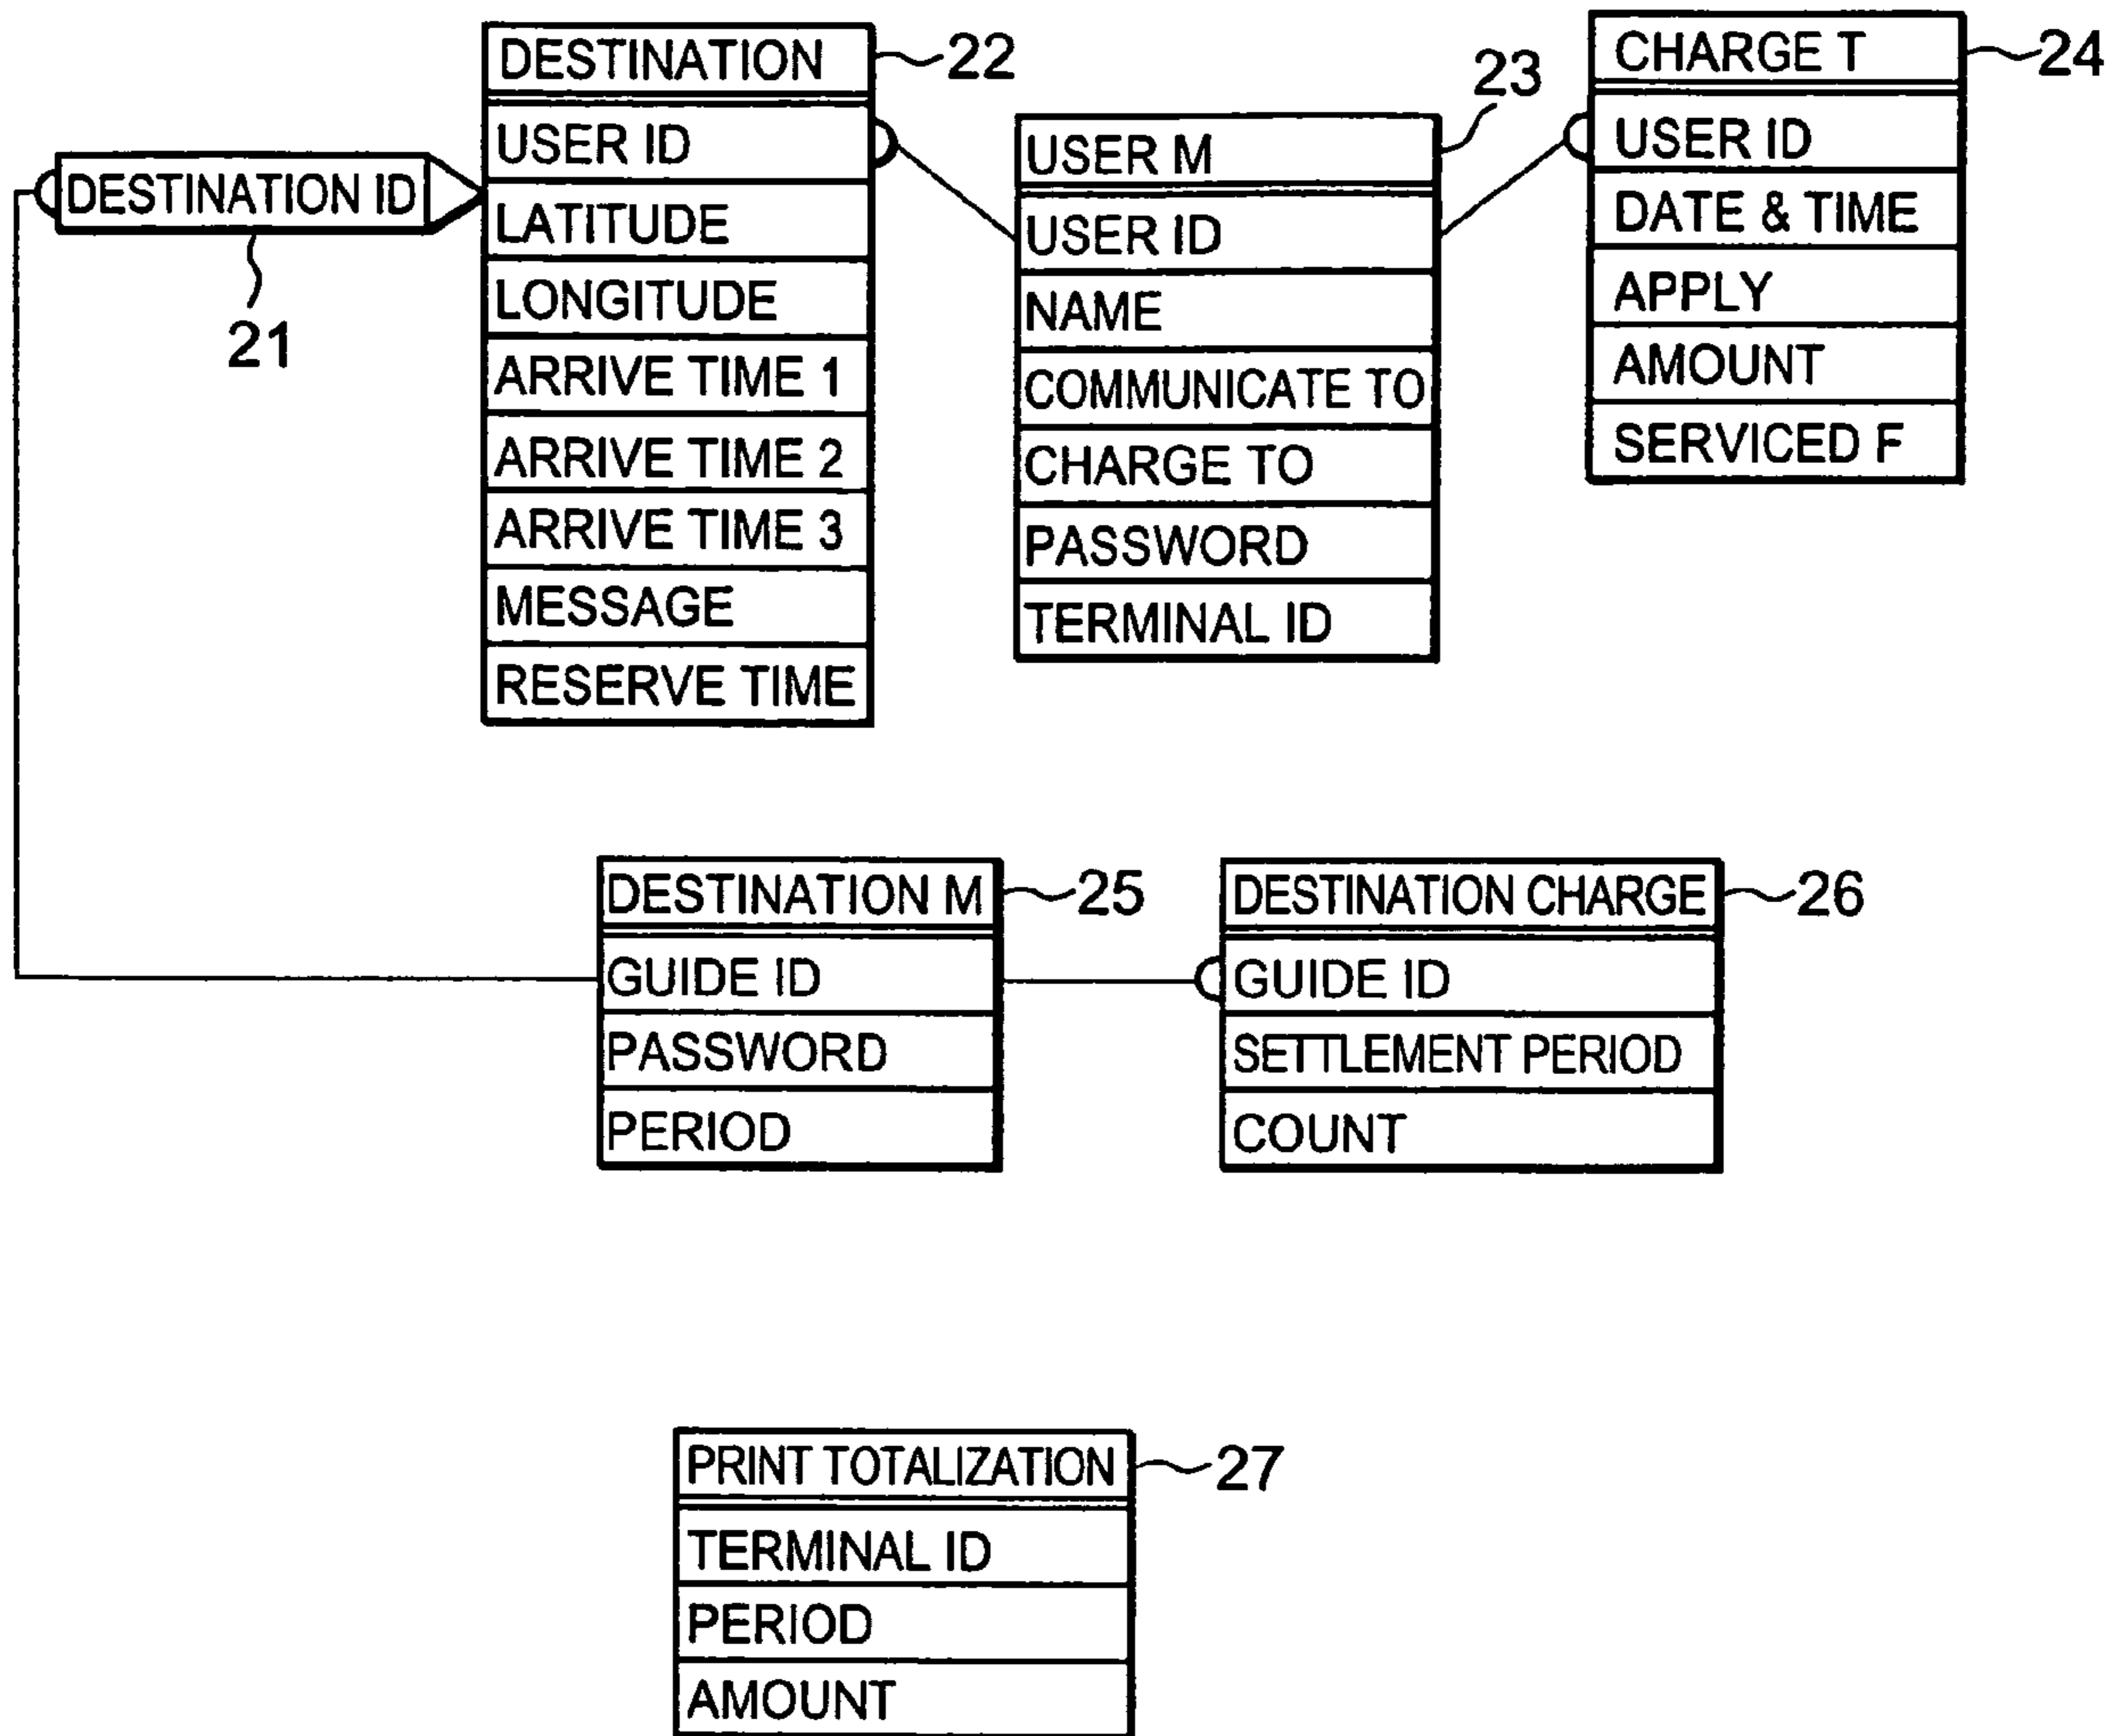 DESTINATION ID
21
DESTINATION
22
USER ID
LATITUDE
LONGITUDE
ARRIVE TIME 1
ARRIVE TIME 2
ARRIVE TIME 3
MESSAGE
RESERVE TIME
USER M
23
USER ID
NAME
COMMUNICATE TO
CHARGE TO
PASSWORD
TERMINAL ID
CHARGE T
24
USER ID
DATE & TIME
APPLY
AMOUNT
SERVICED F
DESTINATION M
25
GUIDE ID
PASSWORD
PERIOD
DESTINATION CHARGE
26
GUIDE ID
SETTLEMENT PERIOD
COUNT
PRINT TOTALIZATION
27
TERMINAL ID
PERIOD
AMOUNT